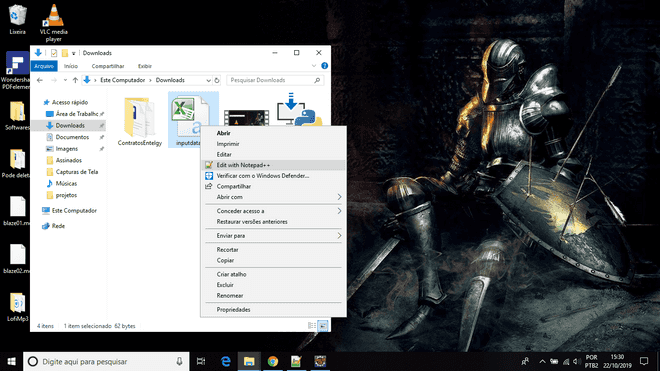 Lixeira
VLC media
player
Wondershar
PDFelemen
Softwares
Pode deleta
blaze01.m
blaze02.m
LofiMp3
Downloads
Arquivo
Início
Compartilhar
Exibir
Este Computador
Downloads
Pesquisar Downloads
Acesso rápido
Área de Trabalho
Downloads
Documentos
Imagens
Assinados
Capturas de Tela
Músicas
projetos
Este Computador
Rede
ContratosEntelgy
inputdata
Abrir
Imprimir
Editar
Edit with Notepad++
Verificar com o Windows Defender...
Compartilhar
Abrir com
Conceder acesso a
Restaurar versões anteriores
Enviar para
Recortar
Copiar
Criar atalho
Excluir
Renomear
Propriedades
4 itens
1 item selecionado 62 bytes
Digite aqui para pesquisar
POR
PTB2
15:30
22/10/2019